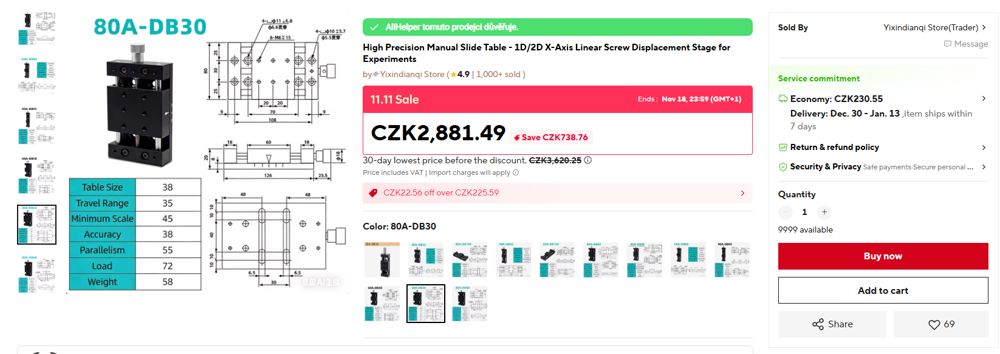 80A-DB30
Table Size 38
Travel Range 35
Minimum Scale 45
Accuracy 38
Parallelism 55
Load 72
Weight 58
AliHelper tomuto prodejci důvěřuje.
High Precision Manual Slide Table - 1D/2D X-Axis Linear Screw Displacement Stage for
Experiments
by Yixindianqi Store ( 4.9 | 1,000+ sold )
11.11 Sale
Ends : Nov 18, 23:59 (GMT+1)
CZK2,881.49 Save CZK738.76
30-day lowest price before the discount. CZK3,620.25
Price includes VAT | Import charges will apply
CZK22.56 off over CZK225.59
Color: 80A-DB30
Sold By Yixindianqi Store(Trader)
Message
Service commitment
Economy: CZK230.55
Delivery: Dec. 30 - Jan. 13 ,item ships within
7 days
Return & refund policy
Security & Privacy Safe payments·Secure personal ...
Quantity
- 1 +
9999 available
Buy now
Add to cart
Share
69